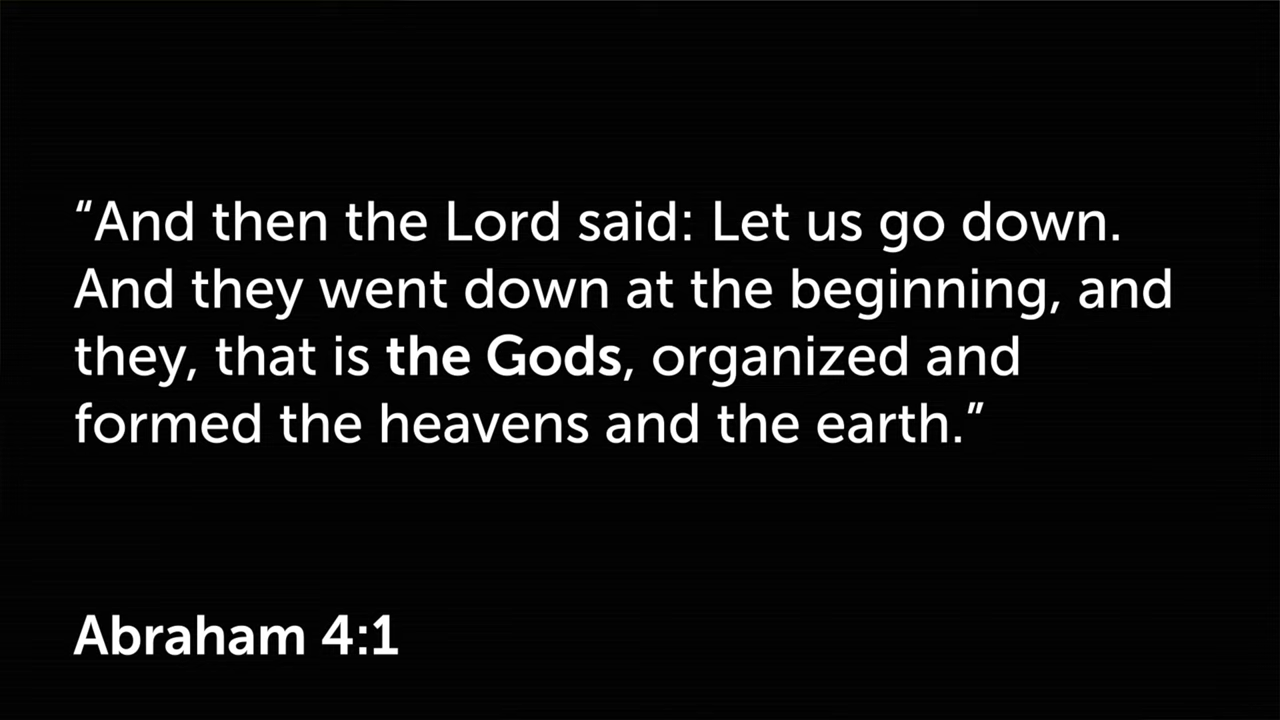 “And then the Lord said: Let us go down.
And they went down at the beginning, and
they, that is the Gods, organized and
formed the heavens and the earth.”
Abraham 4:1